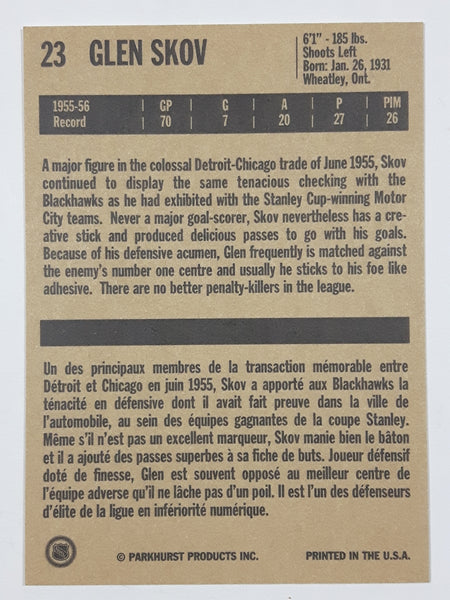 23 GLEN SKOV
6'1" - 185 lbs.
Shoots Left
Born: Jan. 26, 1931
Wheatley, Ont.
1955-56 | GP | G | A | P | PIM
Record | 70 | 7 | 20 | 27 | 26
A major figure in the colossal Detroit-Chicago trade of June 1955, Skov
continued to display the same tenacious checking with the
Blackhawks as he had exhibited with the Stanley Cup-winning Motor
City teams. Never a major goal-scorer, Skov nevertheless has a cre-
ative stick and produced delicious passes to go with his goals.
Because of his defensive acumen, Glen frequently is matched against
the enemy's number one centre and usually he sticks to his foe like
adhesive. There are no better penalty-killers in the league.
Un des principaux membres de la transaction mémorable entre
Détroit et Chicago en juin 1955, Skov a apporté aux Blackhawks la
ténacité en défensive dont il avait fait preuve dans la ville de
l'automobile, au sein des équipes gagnantes de la coupe Stanley.
Même s'il n'est pas un excellent marqueur, Skov manie bien le bâton
et il a ajouté des passes superbes à sa fiche de buts. Joueur défensif
doté de finesse, Glen est souvent opposé au meilleur centre de
l'équipe adverse qu'il ne lâche pas d'un poil. Il est l'un des défenseurs
d'élite de la ligue en infériorité numérique.
© PARKHURST PRODUCTS INC. PRINTED IN THE U.S.A.